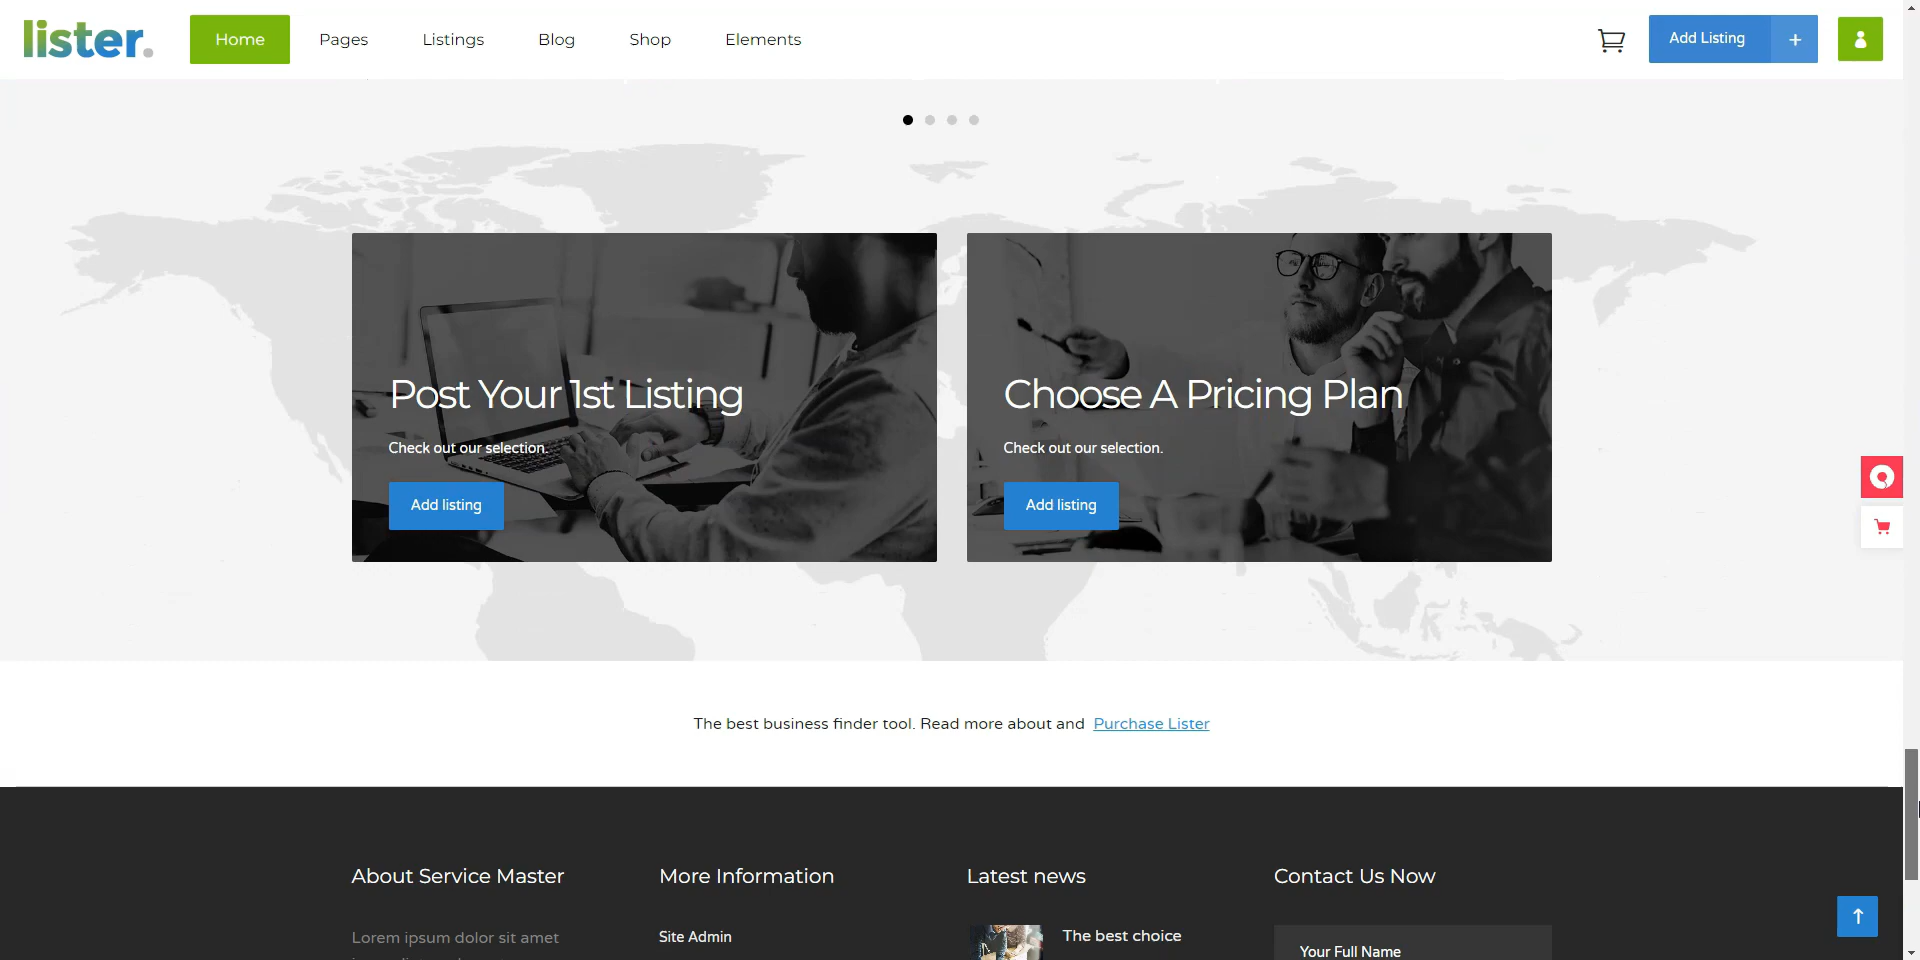 lister.
Home
Pages
Listings
Blog
Shop
Elements
Add Listing
+
Post Your 1st Listing
Check out our selection.
Add listing
Choose A Pricing Plan
Check out our selection.
Add listing
The best business finder tool. Read more about and Purchase Lister
About Service Master
More Information
Latest news
Contact Us Now
Lorem ipsum dolor sit amet
Site Admin
The best choice
Your Full Name